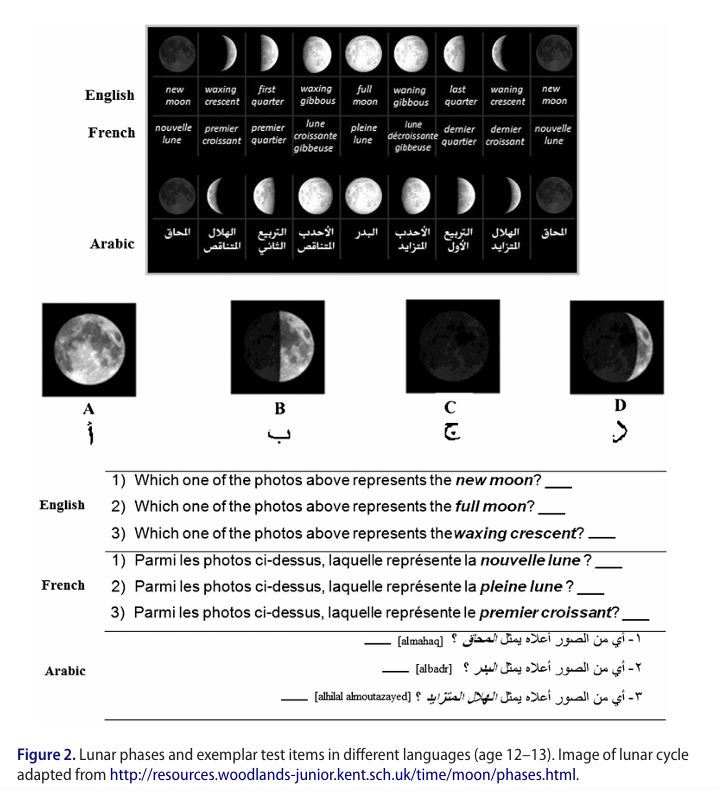 English
new moon
waxing crescent
first quarter
waxing gibbous
full moon
waning gibbous
last quarter
waning crescent
new moon
French
nouvelle lune
premier croissant
premier quartier
lune croissante gibbeuse
pleine lune
lune décroissante gibbeuse
dernier quartier
dernier croissant
nouvelle lune
Arabic
المحاق
الهلال المتزايد
التربيع الأول
الأحدب المتزايد
البدر
الأحدب المتناقص
التربيع الثاني
الهلال المتناقص
المحاق
A B C D
أ ب ج د
English
1) Which one of the photos above represents the new moon? ___
2) Which one of the photos above represents the full moon? ___
3) Which one of the photos above represents the waxing crescent? ___
French
1) Parmi les photos ci-dessus, laquelle représente la nouvelle lune ? ___
2) Parmi les photos ci-dessus, laquelle représente la pleine lune ? ___
3) Parmi les photos ci-dessus, laquelle représente le premier croissant? ___
Arabic
١- أي من الصور أعلاه يمثل المحاق ؟ [almahaq] ___
٢- أي من الصور أعلاه يمثل البدر ؟ [albadr] ___
٣- أي من الصور أعلاه يمثل الهلال المتزايد ؟ [alhilal almoutazayed] ___
Figure 2. Lunar phases and exemplar test items in different languages (age 12–13). Image of lunar cycle
adapted from http://resources.woodlands-junior.kent.sch.uk/time/moon/phases.html.